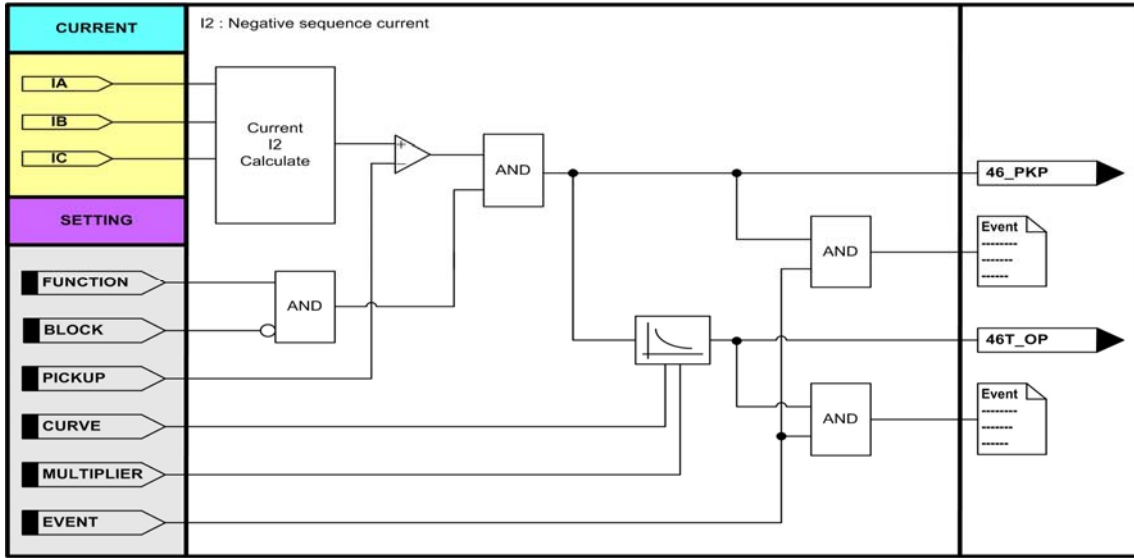 CURRENT
I2 : Negative sequence current
IA
IB
IC
Current
I2
Calculate
+
−
AND
46_PKP
SETTING
Event
--------
-------
------
AND
FUNCTION
AND
BLOCK
46T_OP
PICKUP
Event
--------
-------
------
CURVE
AND
MULTIPLIER
EVENT